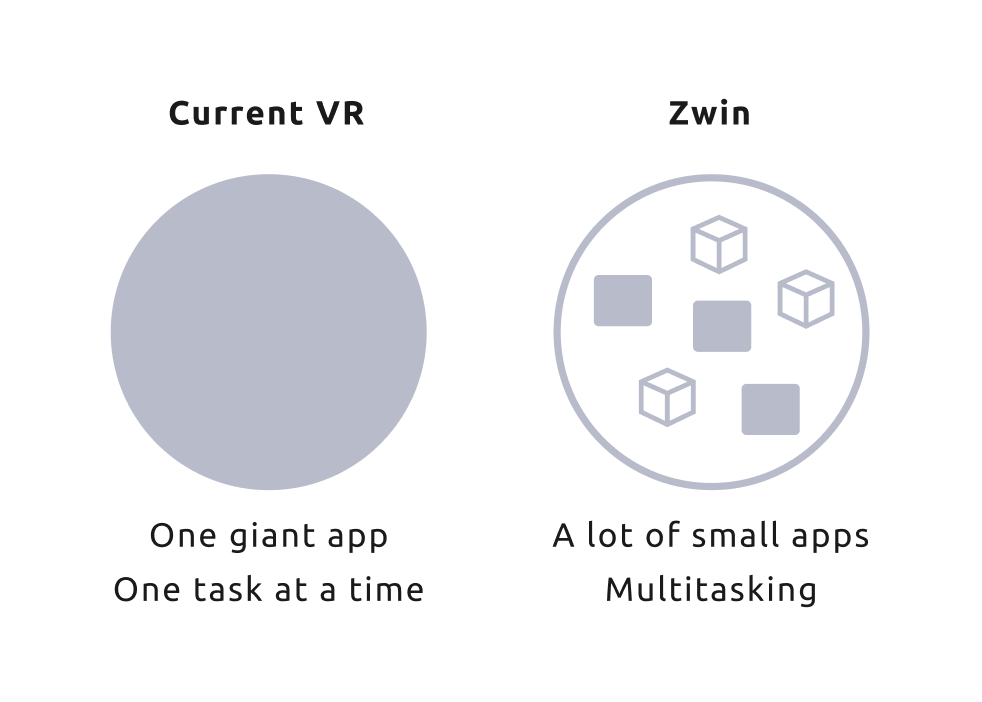 Current VR
One giant app
One task at a time
Zwin
A lot of small apps
Multitasking